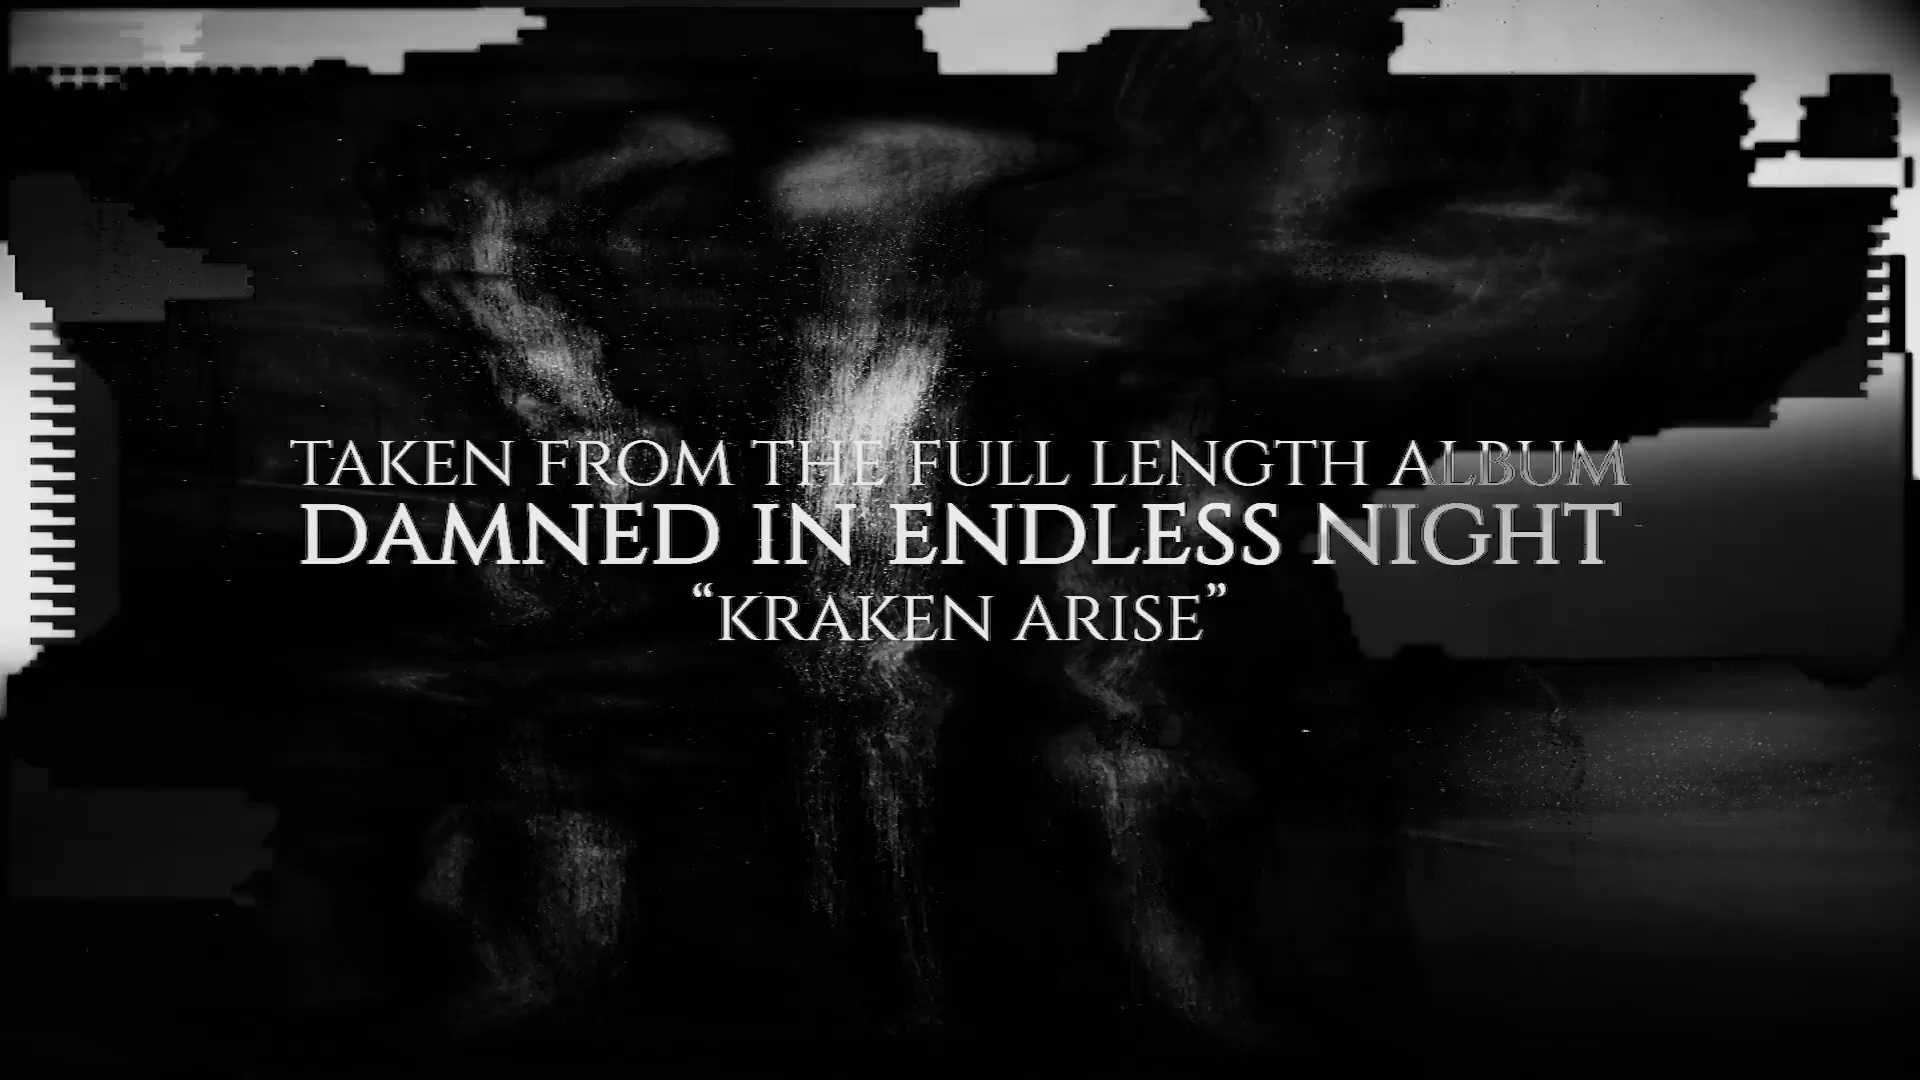 TAKEN FROM THE FULL LENGTH ALBUM
DAMNED IN ENDLESS NIGHT
“KRAKEN ARISE”